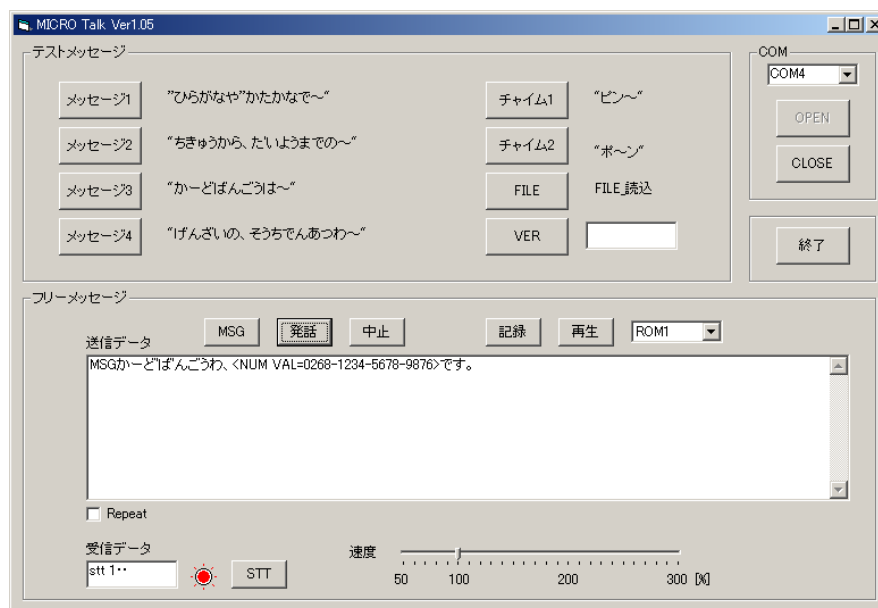 MICRO Talk Ver1.05
テストメッセージ
メッセージ1 ”ひらがなや”かたかなで～“ チャイム1 “ピン～“
メッセージ2 “ちきゅうから、たいようまでの～“ チャイム2 “ポ～ン”
メッセージ3 “かーどばんごうは～“ FILE FILE_読込
メッセージ4 “げんざいの、そうちでんあつわ～“ VER
COM
COM4
OPEN
CLOSE
終了
フリーメッセージ
送信データ MSG 発話 中止 記録 再生 ROM1
MSGかーどばんごうわ、<NUM VAL=0268-1234-5678-9876>です。
Repeat
受信データ
stt 1･･ STT
速度
50 100 200 300 [%]